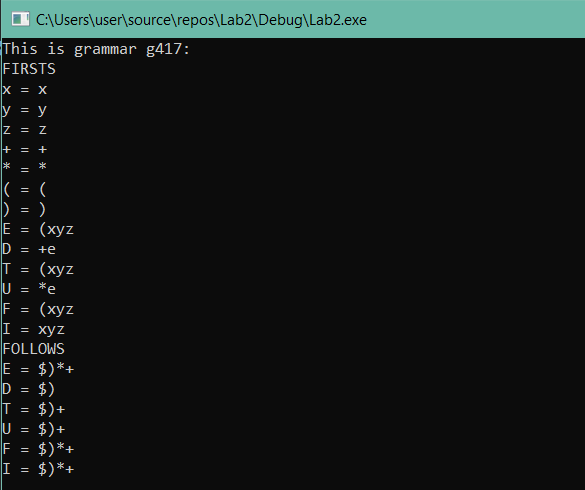 C:\Users\user\source\repos\Lab2\Debug\Lab2.exe
This is grammar g417:
FIRSTS
x = x
y = y
z = z
+ = +
* = *
( = (
) = )
E = (xyz
D = +e
T = (xyz
U = *e
F = (xyz
I = xyz
FOLLOWS
E = $)*+
D = $)
T = $)+
U = $)+
F = $)*+
I = $)*+